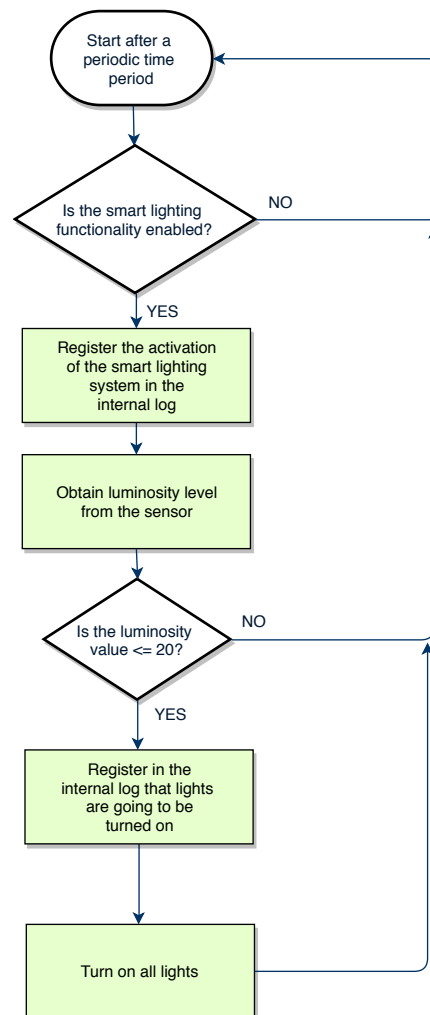 Start after a
periodic time
period
Is the smart lighting
functionality enabled?
NO
YES
Register the activation
of the smart lighting
system in the
internal log
Obtain luminosity level
from the sensor
Is the luminosity
value <= 20?
NO
YES
Register in the
internal log that lights
are going to be
turned on
Turn on all lights